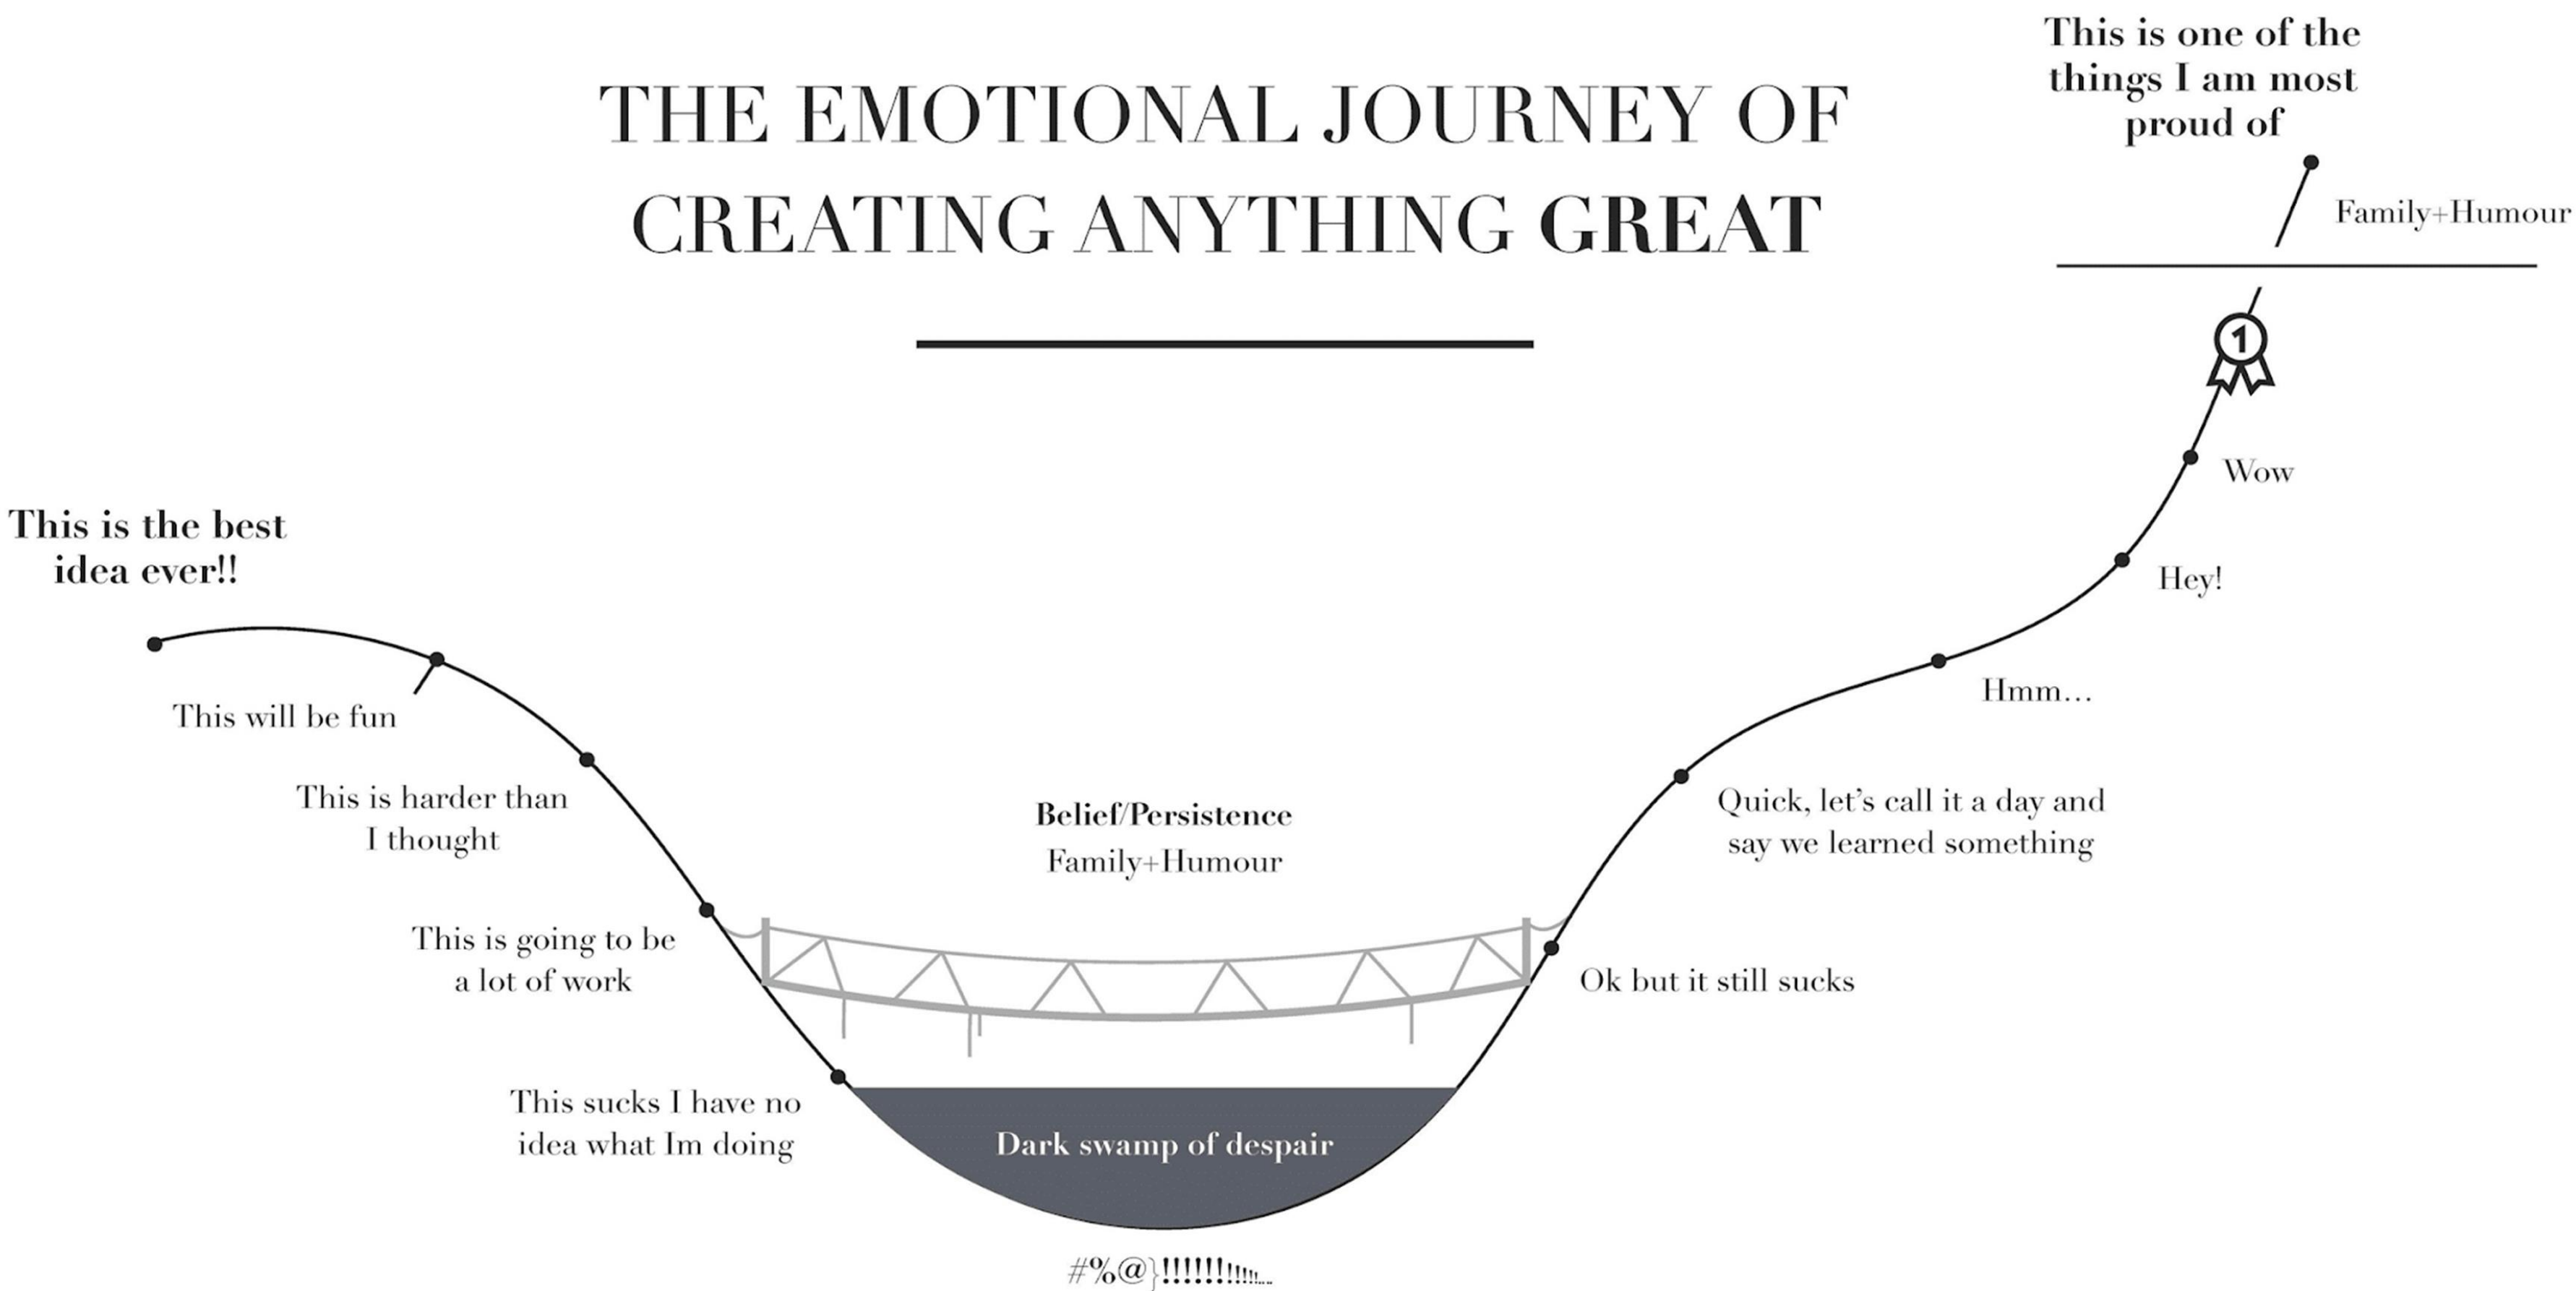 THE EMOTIONAL JOURNEY OF
CREATING ANYTHING GREAT
This is the best
idea ever!!
This will be fun
This is harder than
I thought
This is going to be
a lot of work
This sucks I have no
idea what Im doing
Belief/Persistence
Family+Humour
Dark swamp of despair
#%@}!!!!!!!!!!!!!...
Ok but it still sucks
Quick, let’s call it a day and
say we learned something
Hmm...
Hey!
Wow
1
Family+Humour
This is one of the
things I am most
proud of